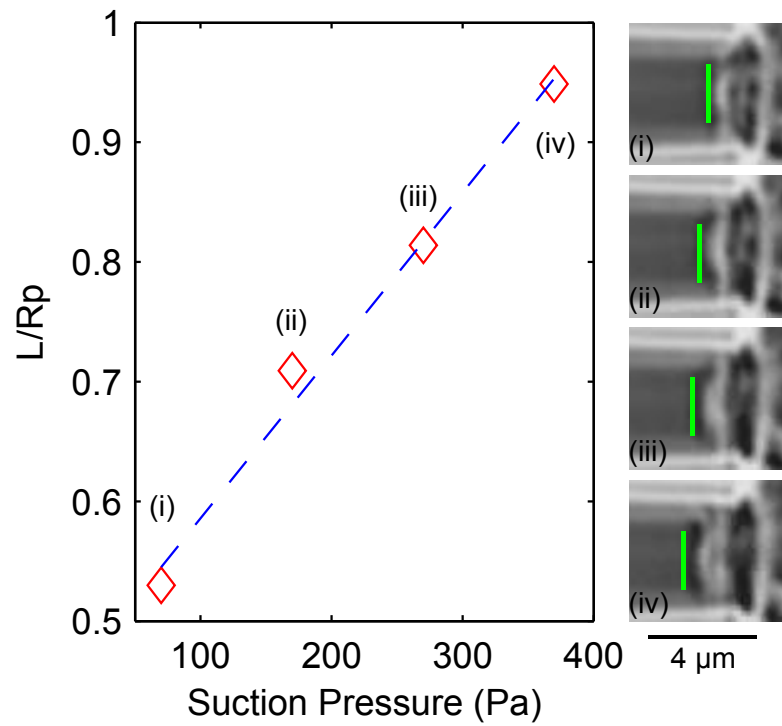 1
0.9
0.8
0.7
0.6
0.5
L/Rp
(i)
(ii)
(iii)
(iv)
100
200
300
400
Suction Pressure (Pa)
(i)
(ii)
(iii)
(iv)
4 μm